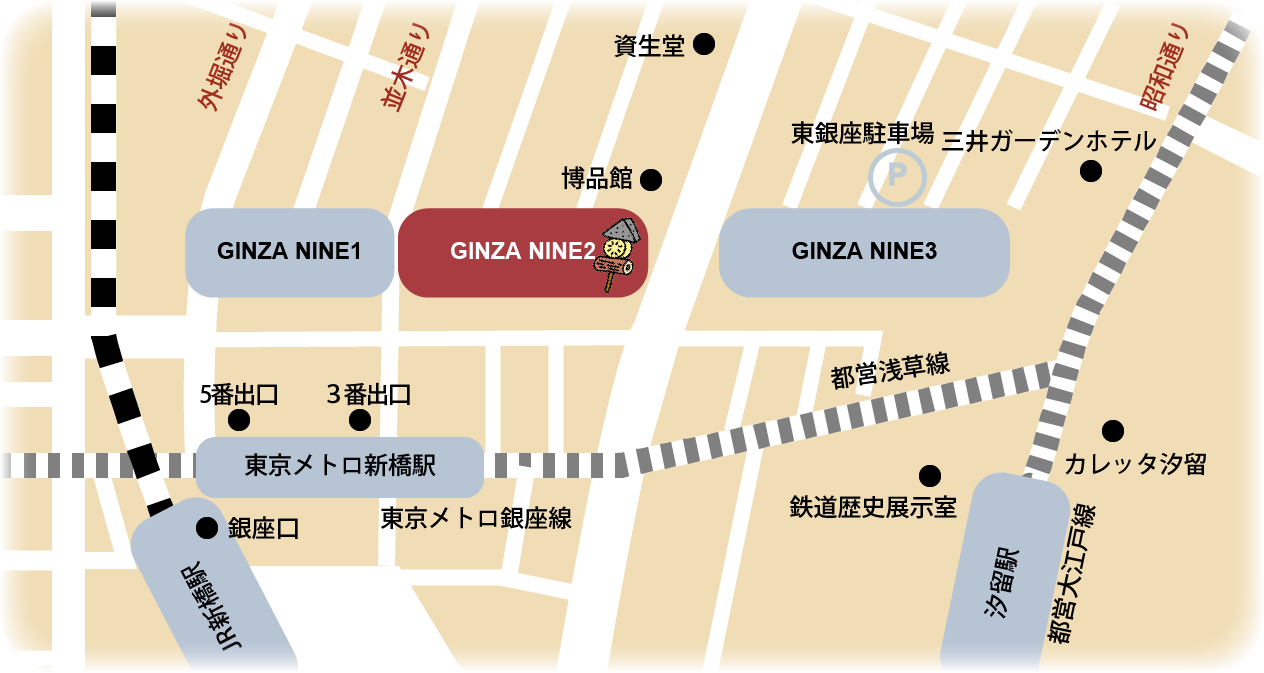 外堀通り
並木通り
資生堂
昭和通り
東銀座駐車場
三井ガーデンホテル
P
博品館
GINZA NINE1
GINZA NINE2
GINZA NINE3
都営浅草線
5番出口
３番出口
東京メトロ新橋駅
カレッタ汐留
鉄道歴史展示室
東京メトロ銀座線
銀座口
都営大江戸線
汐留駅
JR新橋駅